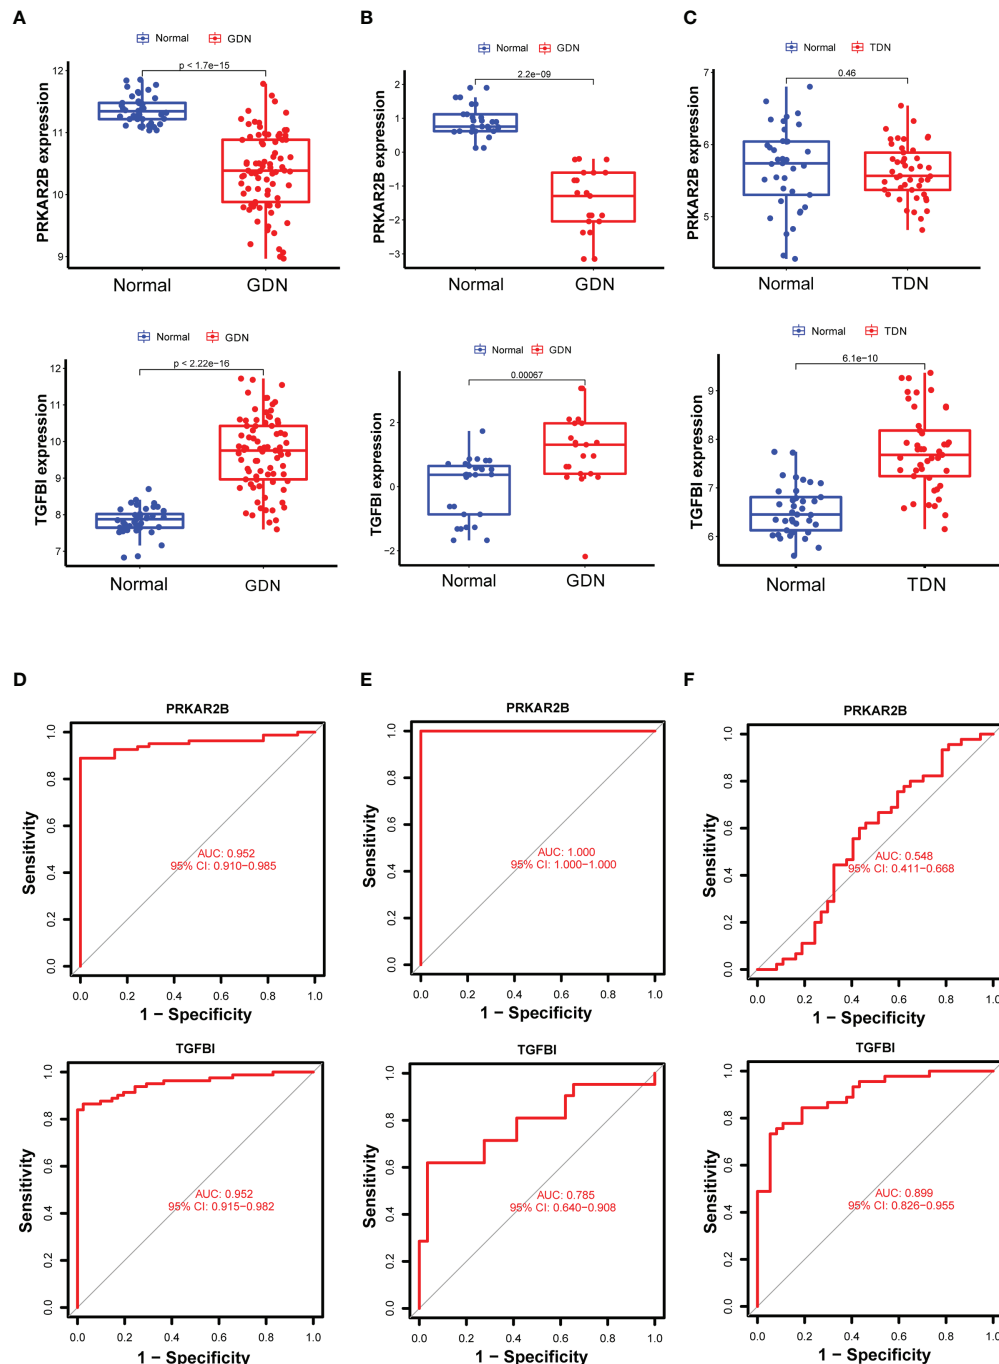 A
B
C
Normal GDN
Normal GDN
Normal TDN
PRKAR2B expression
12
11
10
9
p < 1.7e−15
Normal GDN
PRKAR2B expression
1
0
−1
−2
−3
2.2e−09
Normal GDN
PRKAR2B expression
7
6
5
0.46
Normal TDN
Normal GDN
Normal GDN
Normal TDN
TGFBI expression
12
11
10
9
8
7
p < 2.22e−16
Normal GDN
TGFBI expression
2
0
−2
0.00067
Normal GDN
TGFBI expression
9
8
7
6
6.1e−10
Normal TDN
D
E
F
PRKAR2B
Sensitivity
1.0
0.8
0.6
0.4
0.2
0.0
AUC: 0.952
95% CI: 0.910−0.985
0.0 0.2 0.4 0.6 0.8 1.0
1 − Specificity
PRKAR2B
Sensitivity
1.0
0.8
0.6
0.4
0.2
0.0
AUC: 1.000
95% CI: 1.000−1.000
0.0 0.2 0.4 0.6 0.8 1.0
1 − Specificity
PRKAR2B
Sensitivity
1.0
0.8
0.6
0.4
0.2
0.0
AUC: 0.548
95% CI: 0.411−0.668
0.0 0.2 0.4 0.6 0.8 1.0
1 − Specificity
TGFBI
Sensitivity
1.0
0.8
0.6
0.4
0.2
0.0
AUC: 0.952
95% CI: 0.915−0.982
0.0 0.2 0.4 0.6 0.8 1.0
1 − Specificity
TGFBI
Sensitivity
1.0
0.8
0.6
0.4
0.2
0.0
AUC: 0.785
95% CI: 0.640−0.908
0.0 0.2 0.4 0.6 0.8 1.0
1 − Specificity
TGFBI
Sensitivity
1.0
0.8
0.6
0.4
0.2
0.0
AUC: 0.899
95% CI: 0.826−0.955
0.0 0.2 0.4 0.6 0.8 1.0
1 − Specificity